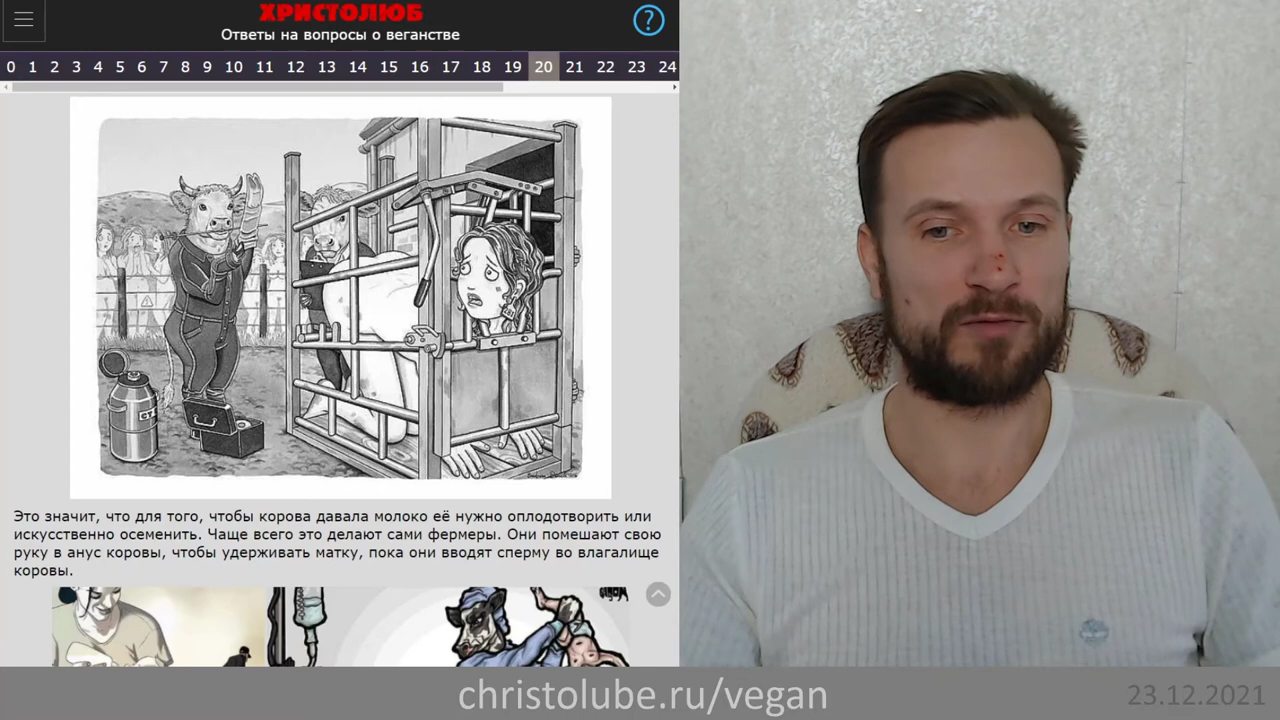 ХРИСТОЛЮБ
Ответы на вопросы о веганстве
?
0 1 2 3 4 5 6 7 8 9 10 11 12 13 14 15 16 17 18 19 20 21 22 23 24
Это значит, что для того, чтобы корова давала молоко её нужно оплодотворить или
искусственно осеменить. Чаще всего это делают сами фермеры. Они помешают свою
руку в анус коровы, чтобы удерживать матку, пока они вводят сперму во влагалище
коровы.
christolube.ru/vegan
23.12.2021